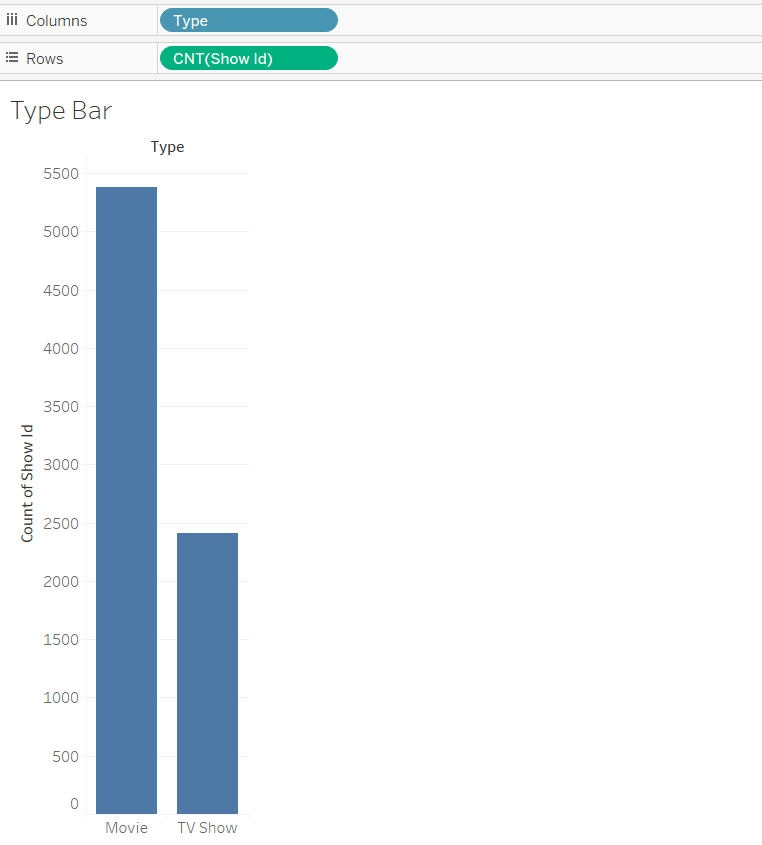 Columns Type
Rows CNT(Show Id)
Type Bar
Type
5500
5000
4500
4000
3500
3000
2500
2000
1500
1000
500
0
Count of Show Id
Movie TV Show